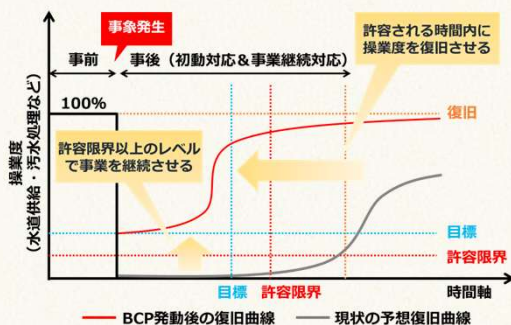 事象発生
事前
事後（初動対応＆事業継続対応）
許容される時間内に
操業度を復旧させる
100%
復旧
許容限界以上のレベル
で事業を継続させる
操業度
（水道供給・汚水処理など）
目標
許容限界
目標
許容限界
時間軸
BCP発動後の復旧曲線
現状の予想復旧曲線